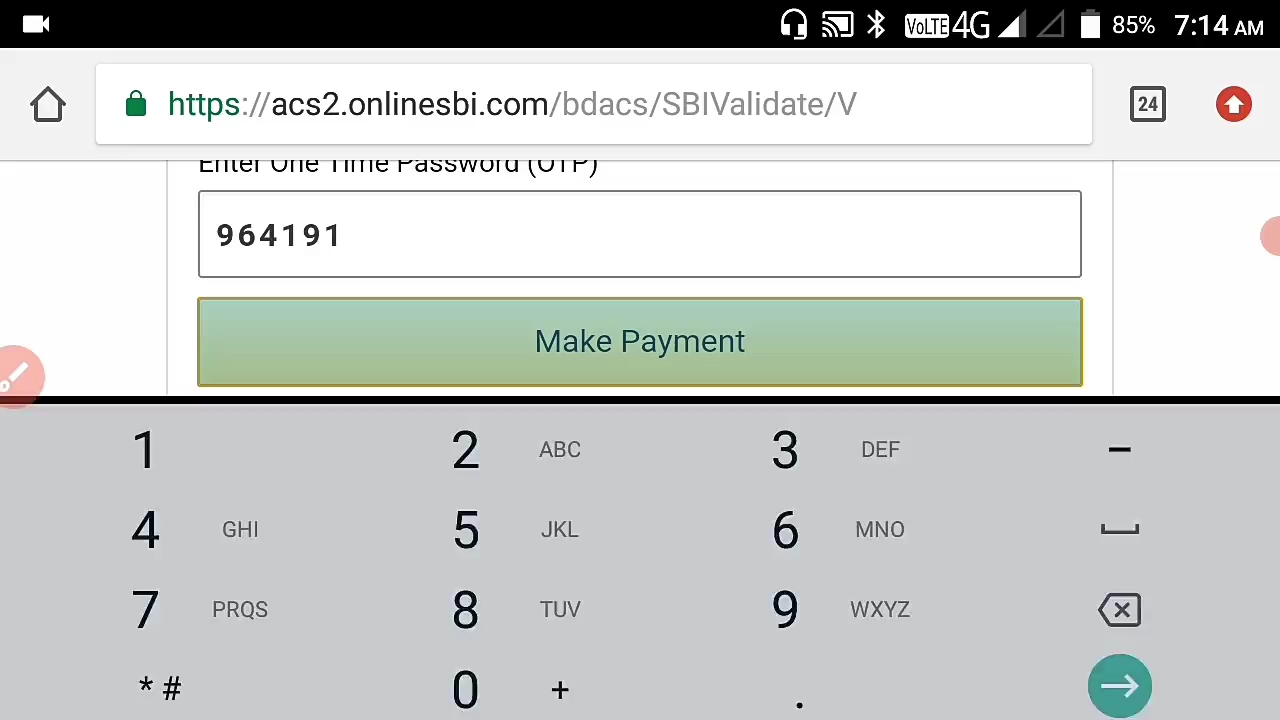 VoLTE 4G 85% 7:14 AM
https://acs2.onlinesbi.com/bdacs/SBIValidate/V 24
Enter One Time Password (OTP)
964191
Make Payment
1 2 ABC 3 DEF –
4 GHI 5 JKL 6 MNO
7 PRQS 8 TUV 9 WXYZ
* # 0 + .